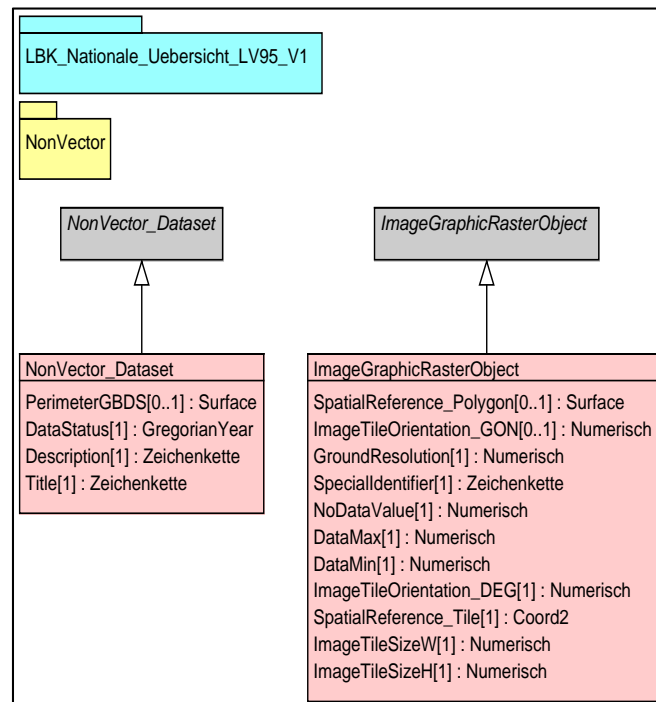 LBK_Nationale_Uebersicht_LV95_V1
NonVector
NonVector_Dataset
ImageGraphicRasterObject
NonVector_Dataset
PerimeterGBDS[0..1] : Surface
DataStatus[1] : GregorianYear
Description[1] : Zeichenkette
Title[1] : Zeichenkette
ImageGraphicRasterObject
SpatialReference_Polygon[0..1] : Surface
ImageTileOrientation_GON[0..1] : Numerisch
GroundResolution[1] : Numerisch
SpecialIdentifier[1] : Zeichenkette
NoDataValue[1] : Numerisch
DataMax[1] : Numerisch
DataMin[1] : Numerisch
ImageTileOrientation_DEG[1] : Numerisch
SpatialReference_Tile[1] : Coord2
ImageTileSizeW[1] : Numerisch
ImageTileSizeH[1] : Numerisch